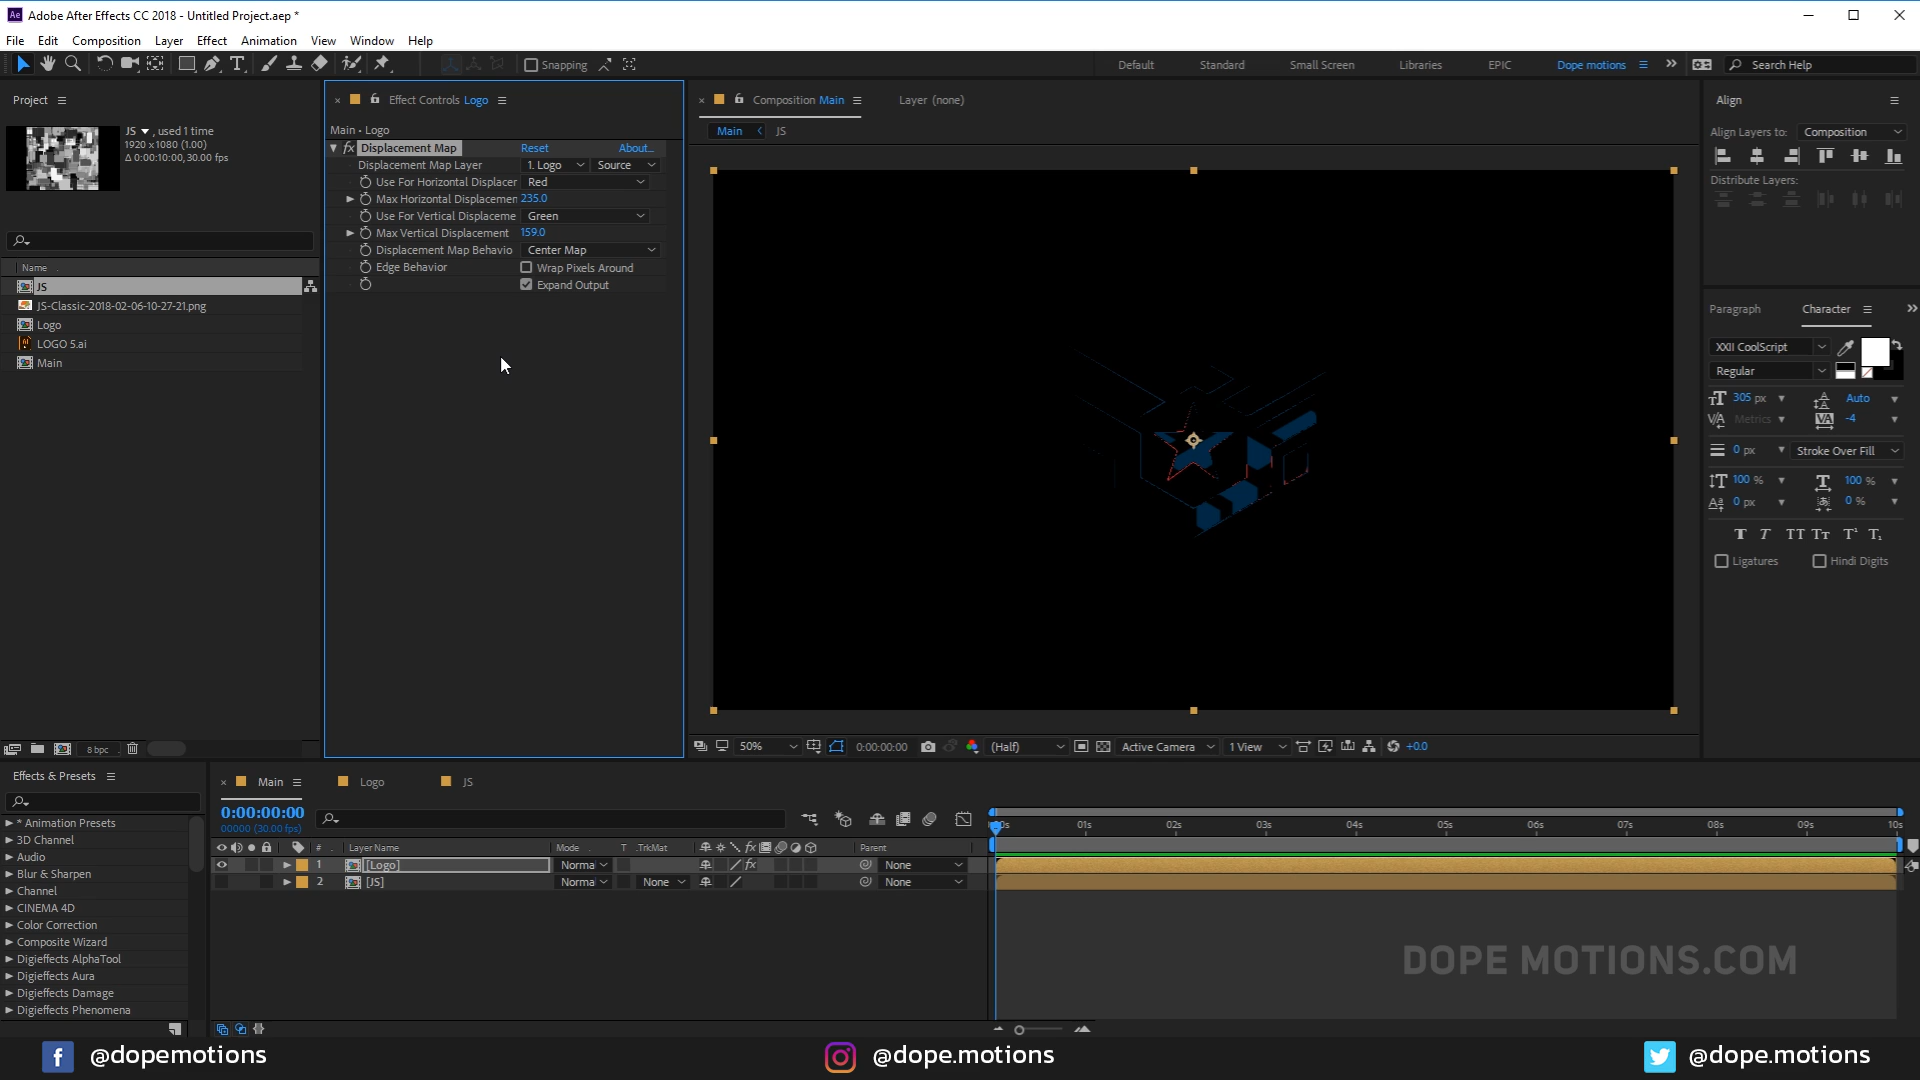 Adobe After Effects CC 2018 - Untitled Project.aep *
File Edit Composition Layer Effect Animation View Window Help
Snapping
Default Standard Small Screen Libraries EPIC Dope motions Search Help
Project
JS , used 1 time
1920 x1080 (1.00)
Δ 0:00:10:00, 30.00 fps
Name
JS
JS-Classic-2018-02-06-10-27-21.png
Logo
LOGO 5.ai
Main
8 bpc
Effect Controls Logo
Main • Logo
fx Displacement Map Reset About...
Displacement Map Layer 1. Logo Source
Use For Horizontal Displacer Red
Max Horizontal Displacemen 235.0
Use For Vertical Displaceme Green
Max Vertical Displacement 159.0
Displacement Map Behavio Center Map
Edge Behavior Wrap Pixels Around
Expand Output
Composition Main Layer (none)
Main JS
50% 0:00:00:00 (Half) Active Camera 1 View +0.0
Align
Align Layers to: Composition
Distribute Layers:
Paragraph Character
XXII CoolScript
Regular
305 px Auto
Metrics -4
0 px Stroke Over Fill
100 % 100 %
0 px 0 %
Ligatures Hindi Digits
Effects & Presets
* Animation Presets
3D Channel
Audio
Blur & Sharpen
Channel
CINEMA 4D
Color Correction
Composite Wizard
Digieffects AlphaTool
Digieffects Aura
Digieffects Damage
Digieffects Phenomena
Main Logo JS
0:00:00:00
00000 (30.00 fps)
# Layer Name Mode T .TrkMat Parent
1 [Logo] Norma None
2 [JS] Norma None None
01s 02s 03s 04s 05s 06s 07s 08s 09s 10s
DOPE MOTIONS.COM
@dopemotions @dope.motions @dope.motions